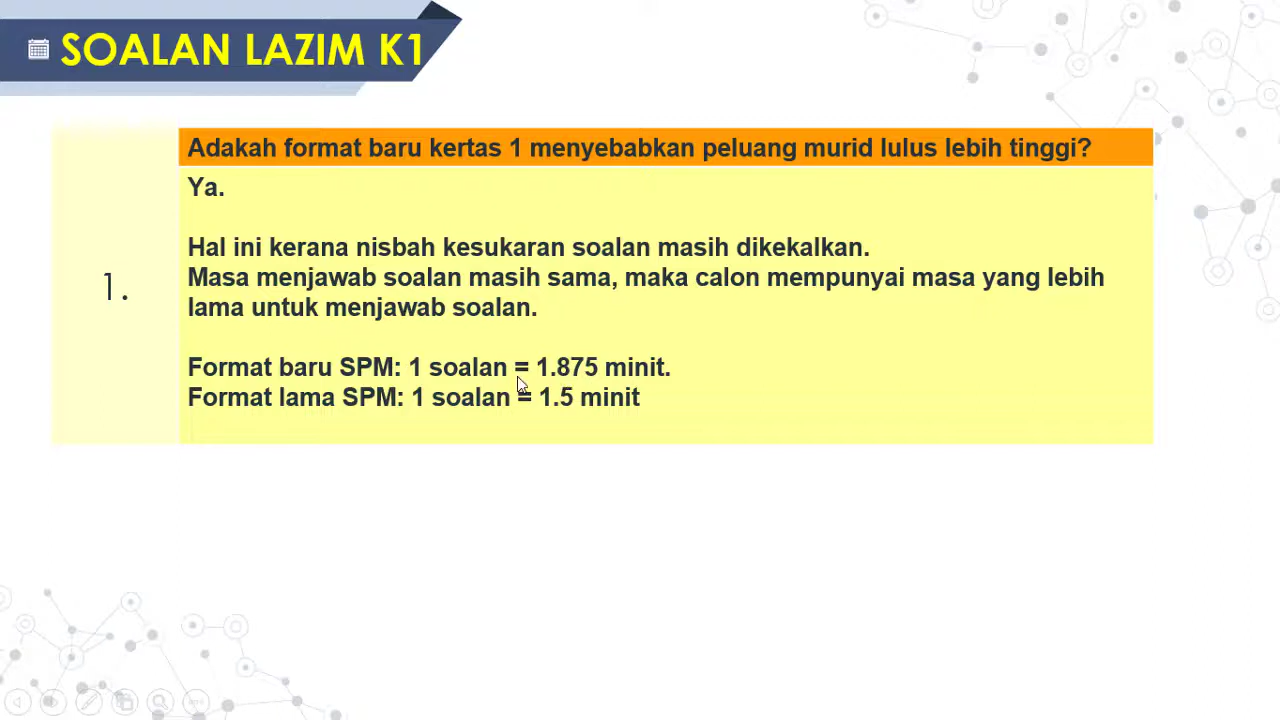 SOALAN LAZIM K1
Adakah format baru kertas 1 menyebabkan peluang murid lulus lebih tinggi?
1.
Ya.
Hal ini kerana nisbah kesukaran soalan masih dikekalkan.
Masa menjawab soalan masih sama, maka calon mempunyai masa yang lebih
lama untuk menjawab soalan.
Format baru SPM: 1 soalan = 1.875 minit.
Format lama SPM: 1 soalan = 1.5 minit